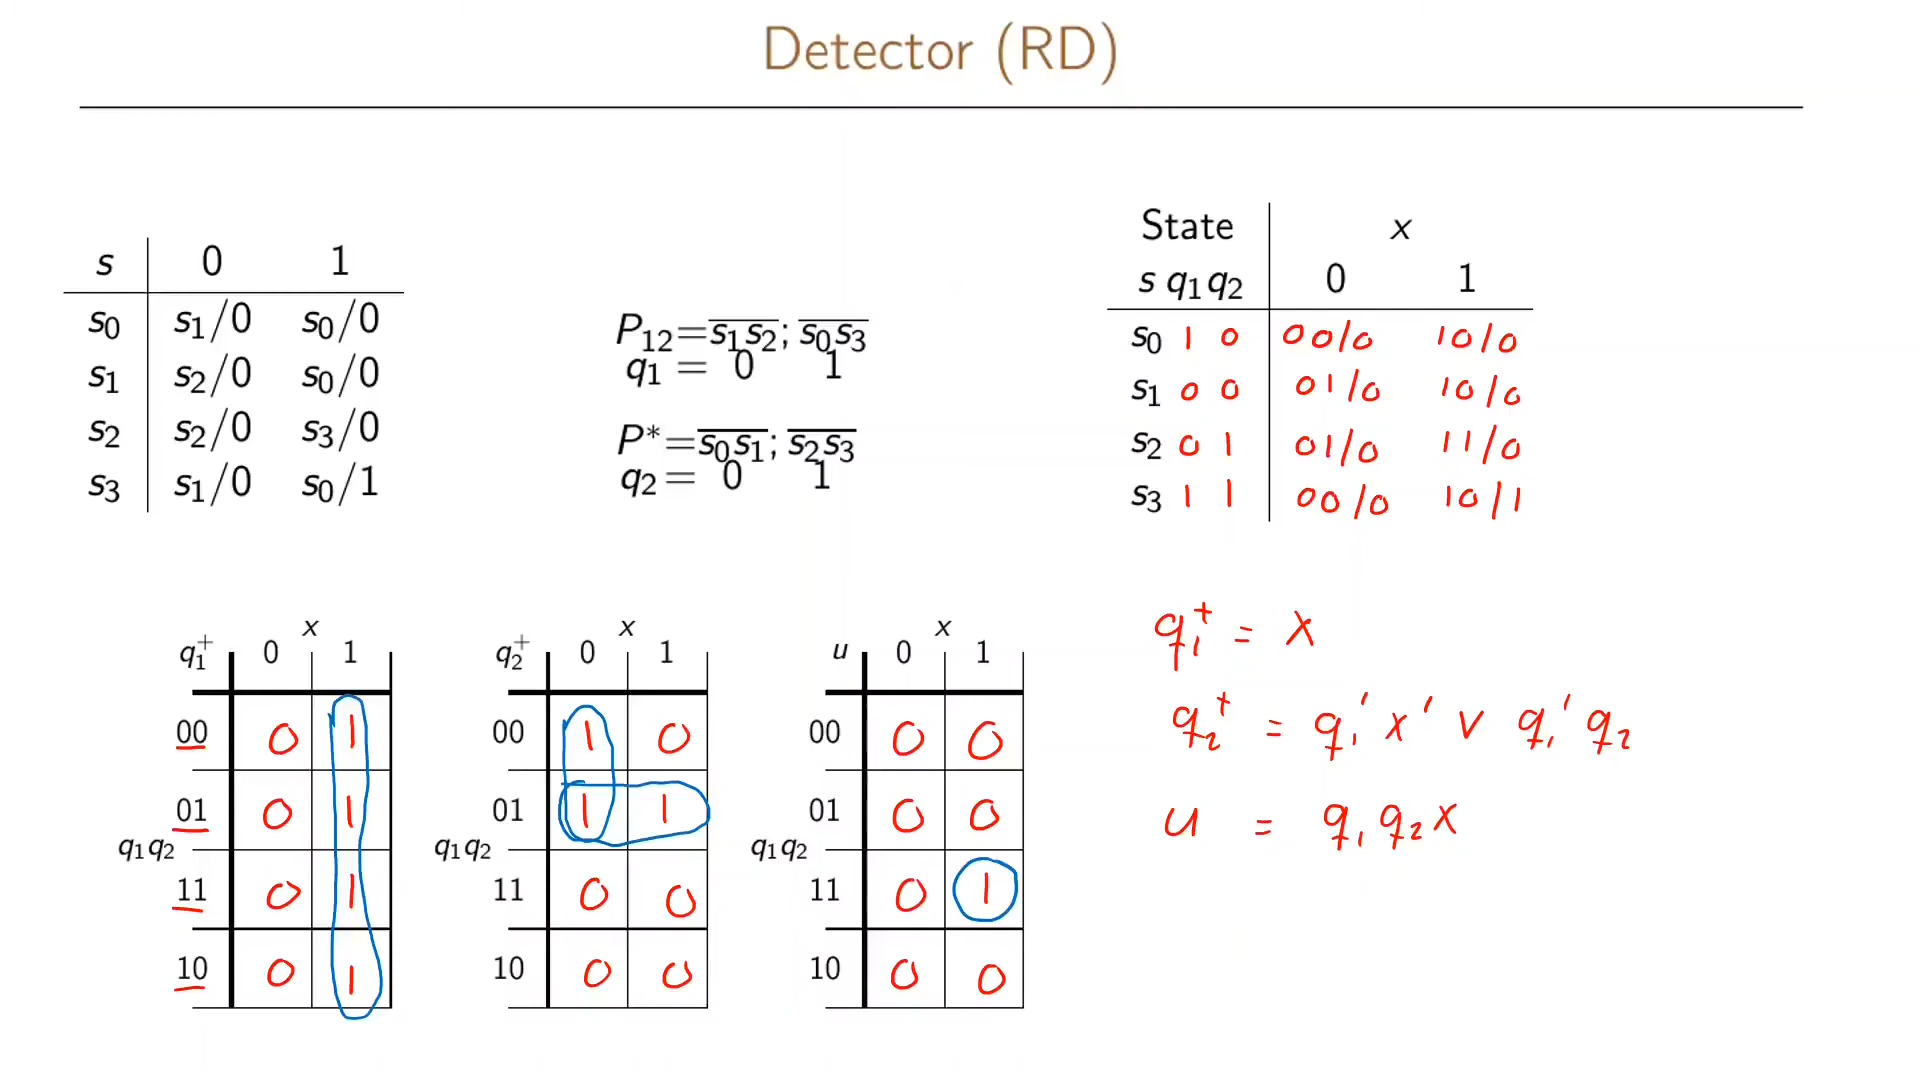 Detector (RD)
s 0 1
s0 s1/0 s0/0
s1 s2/0 s0/0
s2 s2/0 s3/0
s3 s1/0 s0/1
P12=s1s2; s0s3
q1 = 0 1
P*=s0s1; s2s3
q2 = 0 1
State x
s q1q2 0 1
s0 1 0 00/0 10/0
s1 0 0 01/0 10/0
s2 0 1 01/0 11/0
s3 1 1 00/0 10/1
x
q1+ 0 1
00 0 1
01 0 1
q1q2
11 0 1
10 0 1
x
q2+ 0 1
00 1 0
01 1 1
q1q2
11 0 0
10 0 0
x
u 0 1
00 0 0
01 0 0
q1q2
11 0 1
10 0 0
q1+ = x
q2+ = q1'x' v q1'q2
u = q1q2x